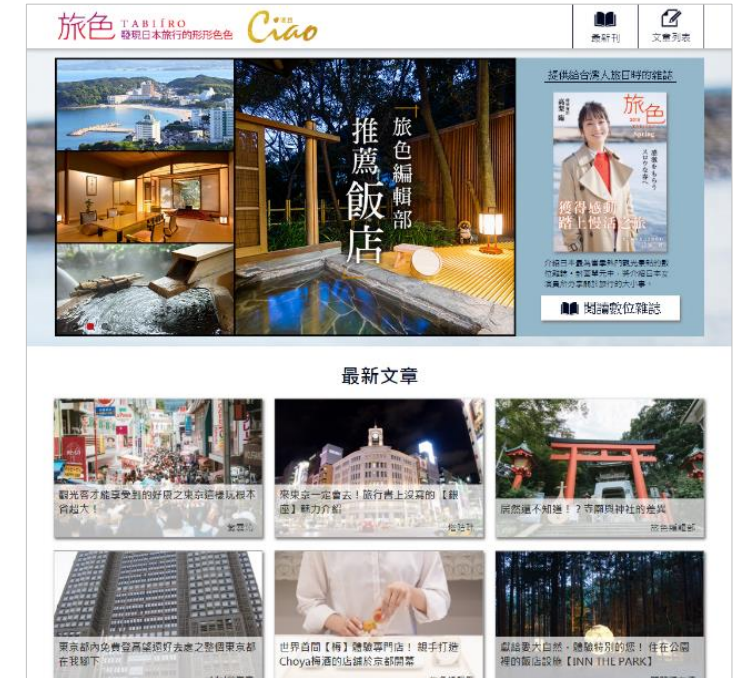 旅色 TABIIRO
發現日本旅行的形形色色
Ciao
最新刊
文章列表
旅色編輯部
推薦飯店
提供給台灣人旅日時的雜誌
旅色
Spring
獲得感動
踏上慢活之旅
閱讀數位雜誌
最新文章
觀光客才能享受到的好康之東京這樣玩根本
省超大！
來東京一定會去！旅行書上沒寫的【銀
座】魅力介紹
居然還不知道！？寺廟與神社的差異
旅色編輯部
東京都內免費登高望遠好去處之整個東京都
在我腳下
世界首間【梅】體驗專門店！ 親手打造
Choya梅酒的店舖於京都開幕
獻給愛大自然，體驗特別的您！ 住在公園
裡的飯店設施【INN THE PARK】